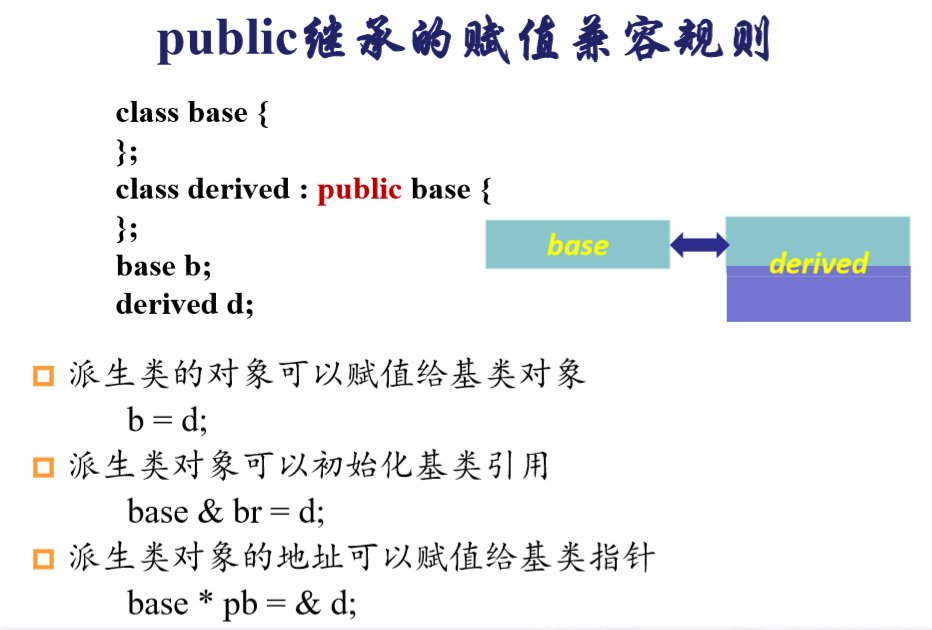 public继承的赋值兼容规则
class base {
};
class derived : public base {
};
base b;
derived d;
base
derived
派生类的对象可以赋值给基类对象
b = d;
派生类对象可以初始化基类引用
base & br = d;
派生类对象的地址可以赋值给基类指针
base * pb = & d;